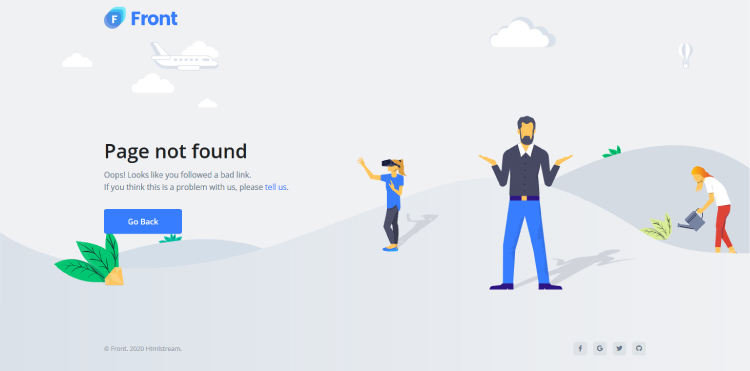 Front
Page not found
Oops! Looks like you followed a bad link.
If you think this is a problem with us, please tell us.
Go Back
© Front. 2020 Htmlstream.